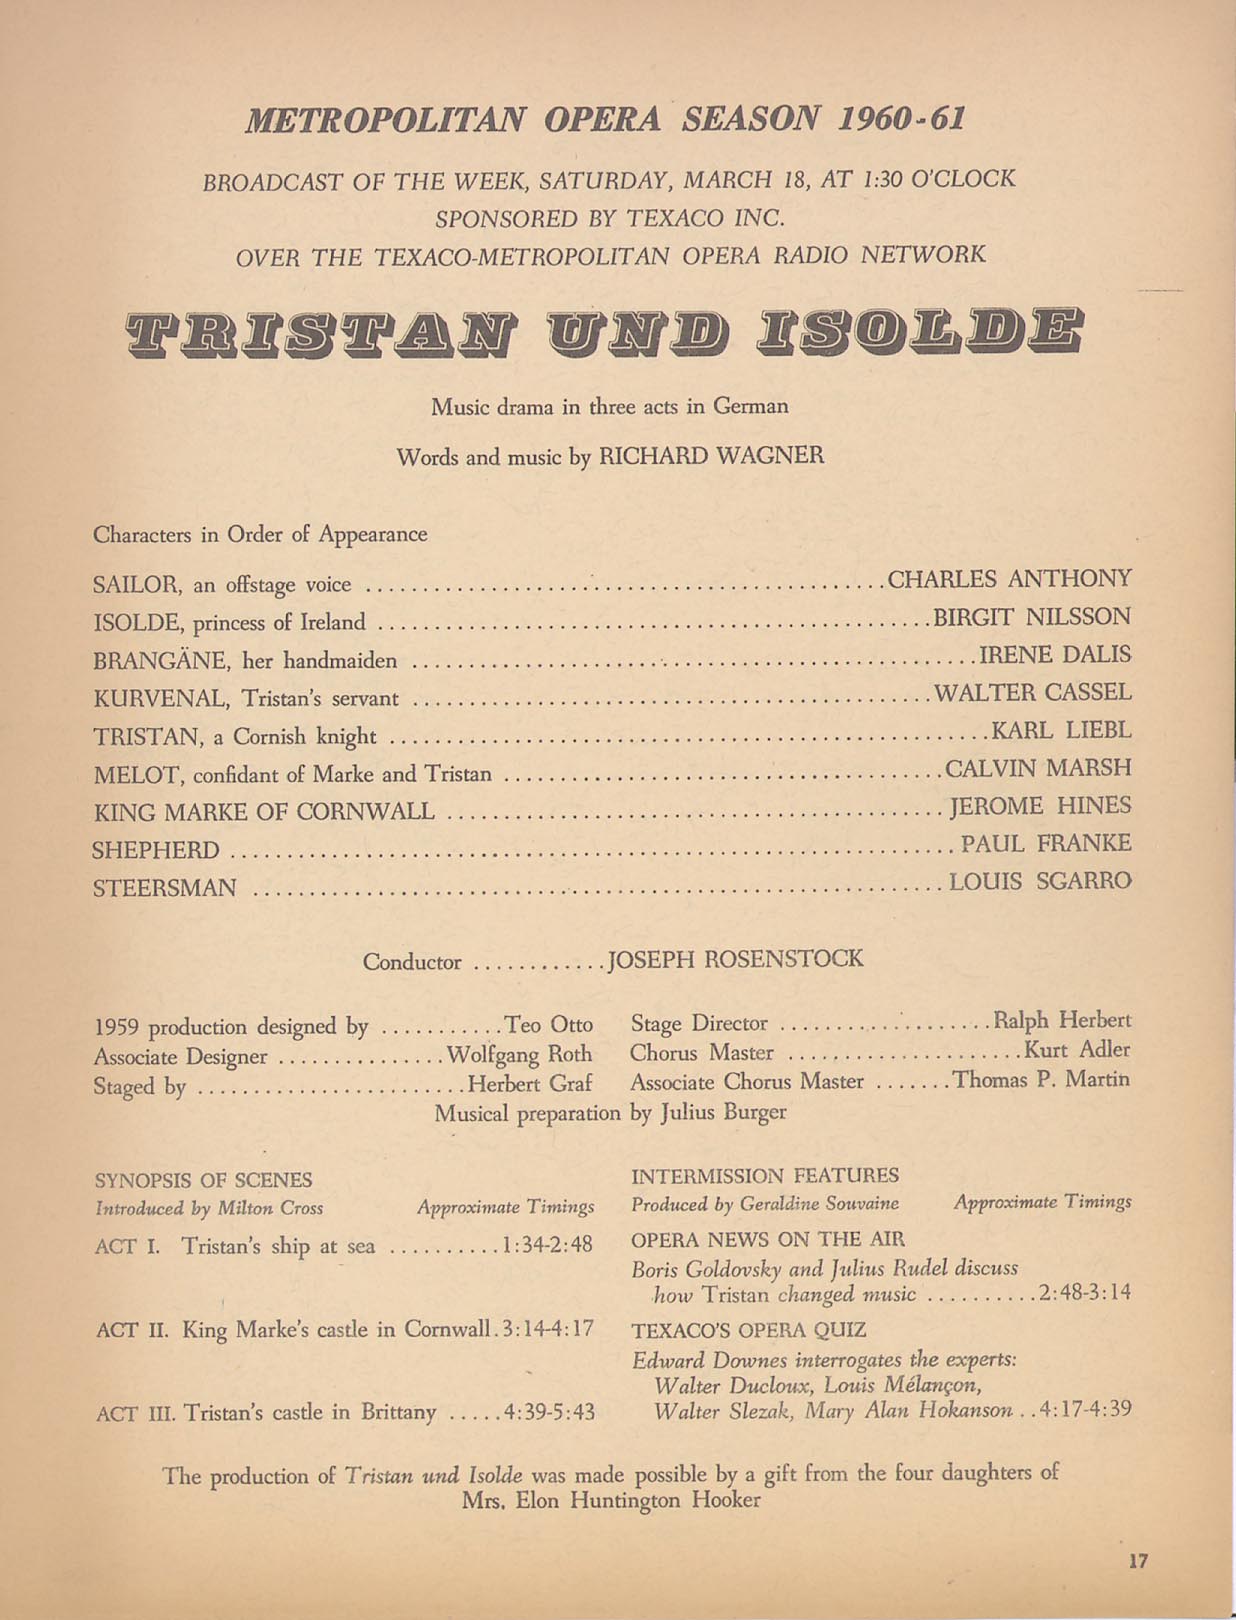 METROPOLITAN OPERA SEASON 1960-61
BROADCAST OF THE WEEK, SATURDAY, MARCH 18, AT 1:30 O'CLOCK
SPONSORED BY TEXACO INC.
OVER THE TEXACO-METROPOLITAN OPERA RADIO NETWORK
TRISTAN UND ISOLDE
Music drama in three acts in German
Words and music by RICHARD WAGNER
Characters in Order of Appearance
SAILOR, an offstage voice ........ CHARLES ANTHONY
ISOLDE, princess of Ireland ........ BIRGIT NILSSON
BRANGÄNE, her handmaiden ........ IRENE DALIS
KURVENAL, Tristan's servant ........ WALTER CASSEL
TRISTAN, a Cornish knight ........ KARL LIEBL
MELOT, confidant of Marke and Tristan ........ CALVIN MARSH
KING MARKE OF CORNWALL ........ JEROME HINES
SHEPHERD ........ PAUL FRANKE
STEERSMAN ........ LOUIS SGARRO
Conductor ........ JOSEPH ROSENSTOCK
1959 production designed by ........ Teo Otto
Associate Designer ........ Wolfgang Roth
Staged by ........ Herbert Graf
Stage Director ........ Ralph Herbert
Chorus Master ........ Kurt Adler
Associate Chorus Master ....... Thomas P. Martin
Musical preparation by Julius Burger
SYNOPSIS OF SCENES
Introduced by Milton Cross Approximate Timings
ACT I. Tristan's ship at sea .......... 1:34-2:48
ACT II. King Marke's castle in Cornwall. 3:14-4:17
ACT III. Tristan's castle in Brittany ..... 4:39-5:43
INTERMISSION FEATURES
Produced by Geraldine Souvaine Approximate Timings
OPERA NEWS ON THE AIR
Boris Goldovsky and Julius Rudel discuss
how Tristan changed music .......... 2:48-3:14
TEXACO'S OPERA QUIZ
Edward Downes interrogates the experts:
Walter Ducloux, Louis Mélançon,
Walter Slezak, Mary Alan Hokanson .. 4:17-4:39
The production of Tristan und Isolde was made possible by a gift from the four daughters of
Mrs. Elon Huntington Hooker
17